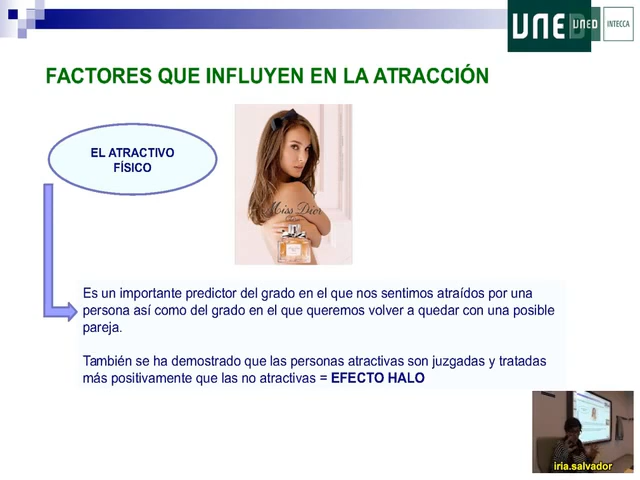 UNED
UNED
INTECCA
FACTORES QUE INFLUYEN EN LA ATRACCIÓN
EL ATRACTIVO
FÍSICO
Miss Dior
Es un importante predictor del grado en el que nos sentimos atraídos por una
persona así como del grado en el que queremos volver a quedar con una posible
pareja.
También se ha demostrado que las personas atractivas son juzgadas y tratadas
más positivamente que las no atractivas = EFECTO HALO
iria.salvador